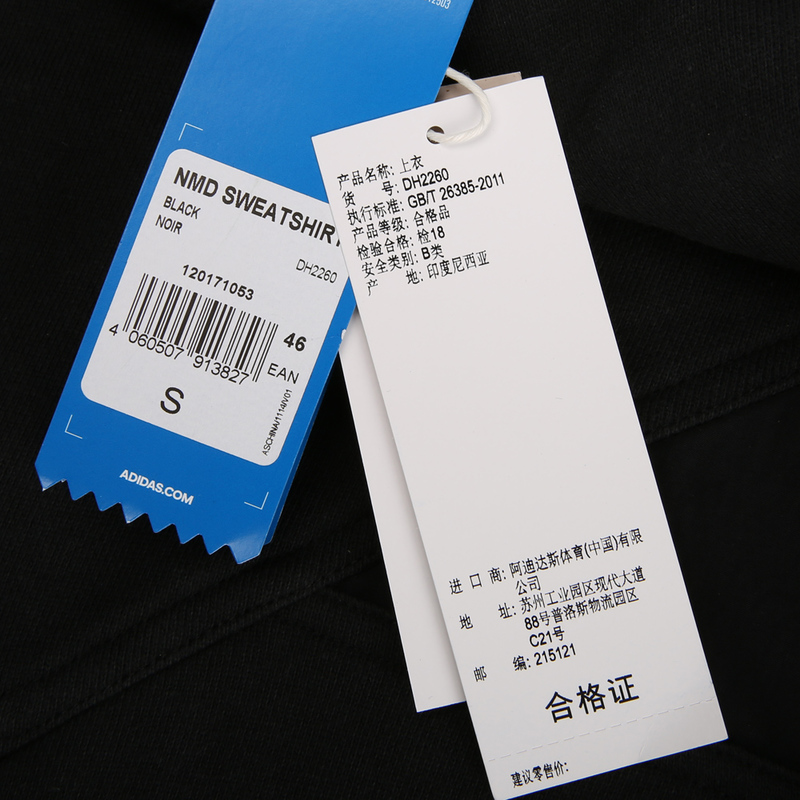 NMD SWEATSHIRT
BLACK
NOIR
DH2260
120171053
46
4 060507 913827
EAN
S
ASCHINA/1114/V01
ADIDAS.COM
产品名称: 上衣
货 号: DH2260
执行标准: GB/T 26385-2011
产品等级: 合格品
检验合格: 检18
安全类别: B类
产 地: 印度尼西亚
进 口 商: 阿迪达斯体育(中国)有限
公司
地 址: 苏州工业园区现代大道
88号普洛斯物流园区
C21号
邮 编: 215121
合格证
建议零售价: